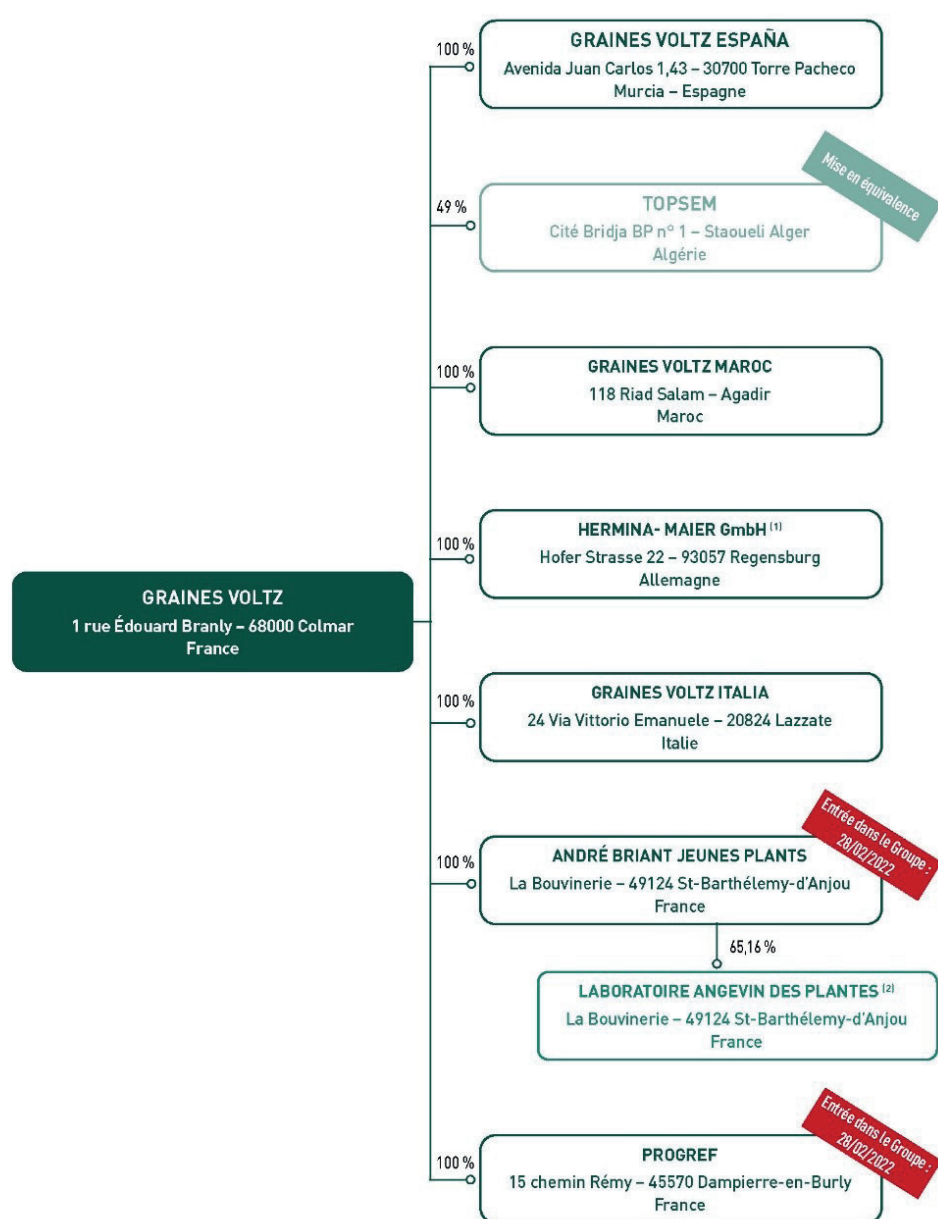 100 %
GRAINES VOLTZ ESPAÑA
Avenida Juan Carlos 1,43 – 30700 Torre Pacheco
Murcia – Espagne
Mise en équivalence
49 %
TOPSEM
Cité Bridja BP n° 1 – Staoueli Alger
Algérie
100 %
GRAINES VOLTZ MAROC
118 Riad Salam – Agadir
Maroc
100 %
HERMINA- MAIER GmbH (1)
Hofer Strasse 22 – 93057 Regensburg
Allemagne
GRAINES VOLTZ
1 rue Édouard Branly – 68000 Colmar
France
100 %
GRAINES VOLTZ ITALIA
24 Via Vittorio Emanuele – 20824 Lazzate
Italie
Entrée dans le Groupe :
28/02/2022
100 %
ANDRÉ BRIANT JEUNES PLANTS
La Bouvinerie – 49124 St-Barthélemy-d'Anjou
France
65,16 %
LABORATOIRE ANGEVIN DES PLANTES (2)
La Bouvinerie – 49124 St-Barthélemy-d'Anjou
France
Entrée dans le Groupe :
28/02/2022
100 %
PROGREF
15 chemin Rémy – 45570 Dampierre-en-Burly
France